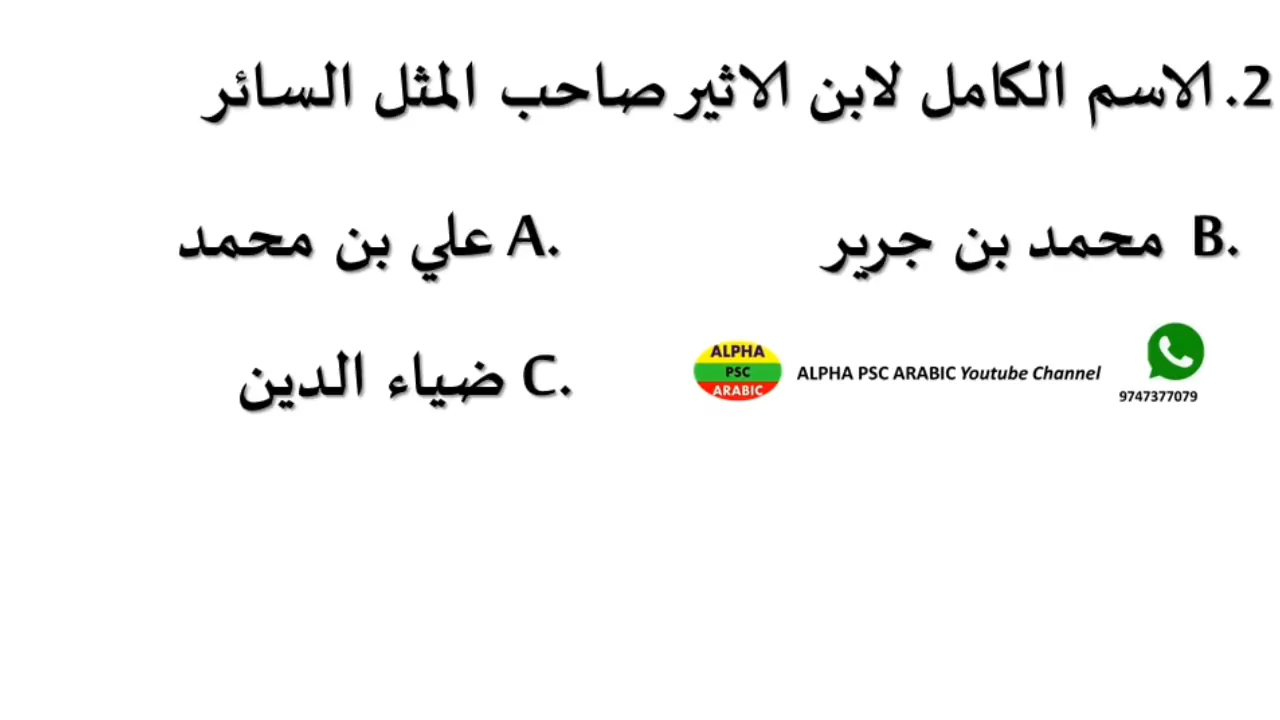 2. الاسم الكامل لابن الاثير صاحب المثل السائر
B. محمد بن جرير
A. علي بن محمد
C. ضياء الدين
ALPHA
PSC
ARABIC
ALPHA PSC ARABIC Youtube Channel
9747377079